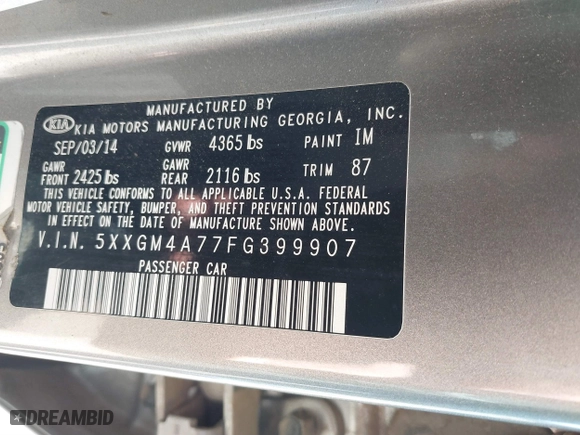 MANUFACTURED BY
KIA KIA MOTORS MANUFACTURING GEORGIA, INC.
SEP/03/14 GVWR 4365 lbs PAINT IM
GAWR FRONT 2425 lbs GAWR REAR 2116 lbs TRIM 87
THIS VEHICLE CONFORMS TO ALL APPLICABLE U.S.A. FEDERAL
MOTOR VEHICLE SAFETY, BUMPER, AND THEFT PREVENTION STANDARDS
IN EFFECT ON THE DATE OF MANUFACTURE SHOWN ABOVE.
V.I.N. 5XXGM4A77FG399907
PASSENGER CAR
DREAMBID